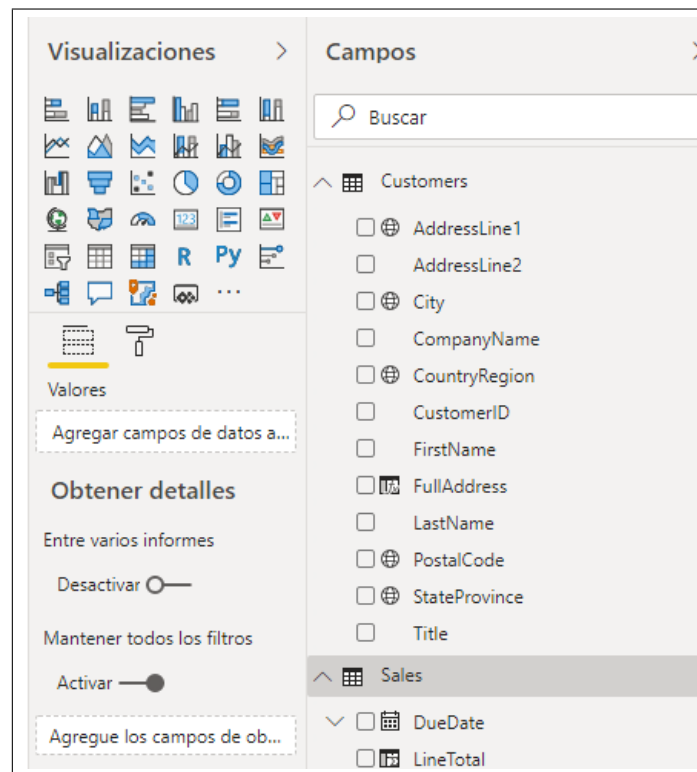 Visualizaciones
123
R Py
...
Valores
Agregar campos de datos a...
Obtener detalles
Entre varios informes
Desactivar
Mantener todos los filtros
Activar
Agregue los campos de ob...
Campos
Buscar
Customers
AddressLine1
AddressLine2
City
CompanyName
CountryRegion
CustomerID
FirstName
FullAddress
LastName
PostalCode
StateProvince
Title
Sales
DueDate
LineTotal